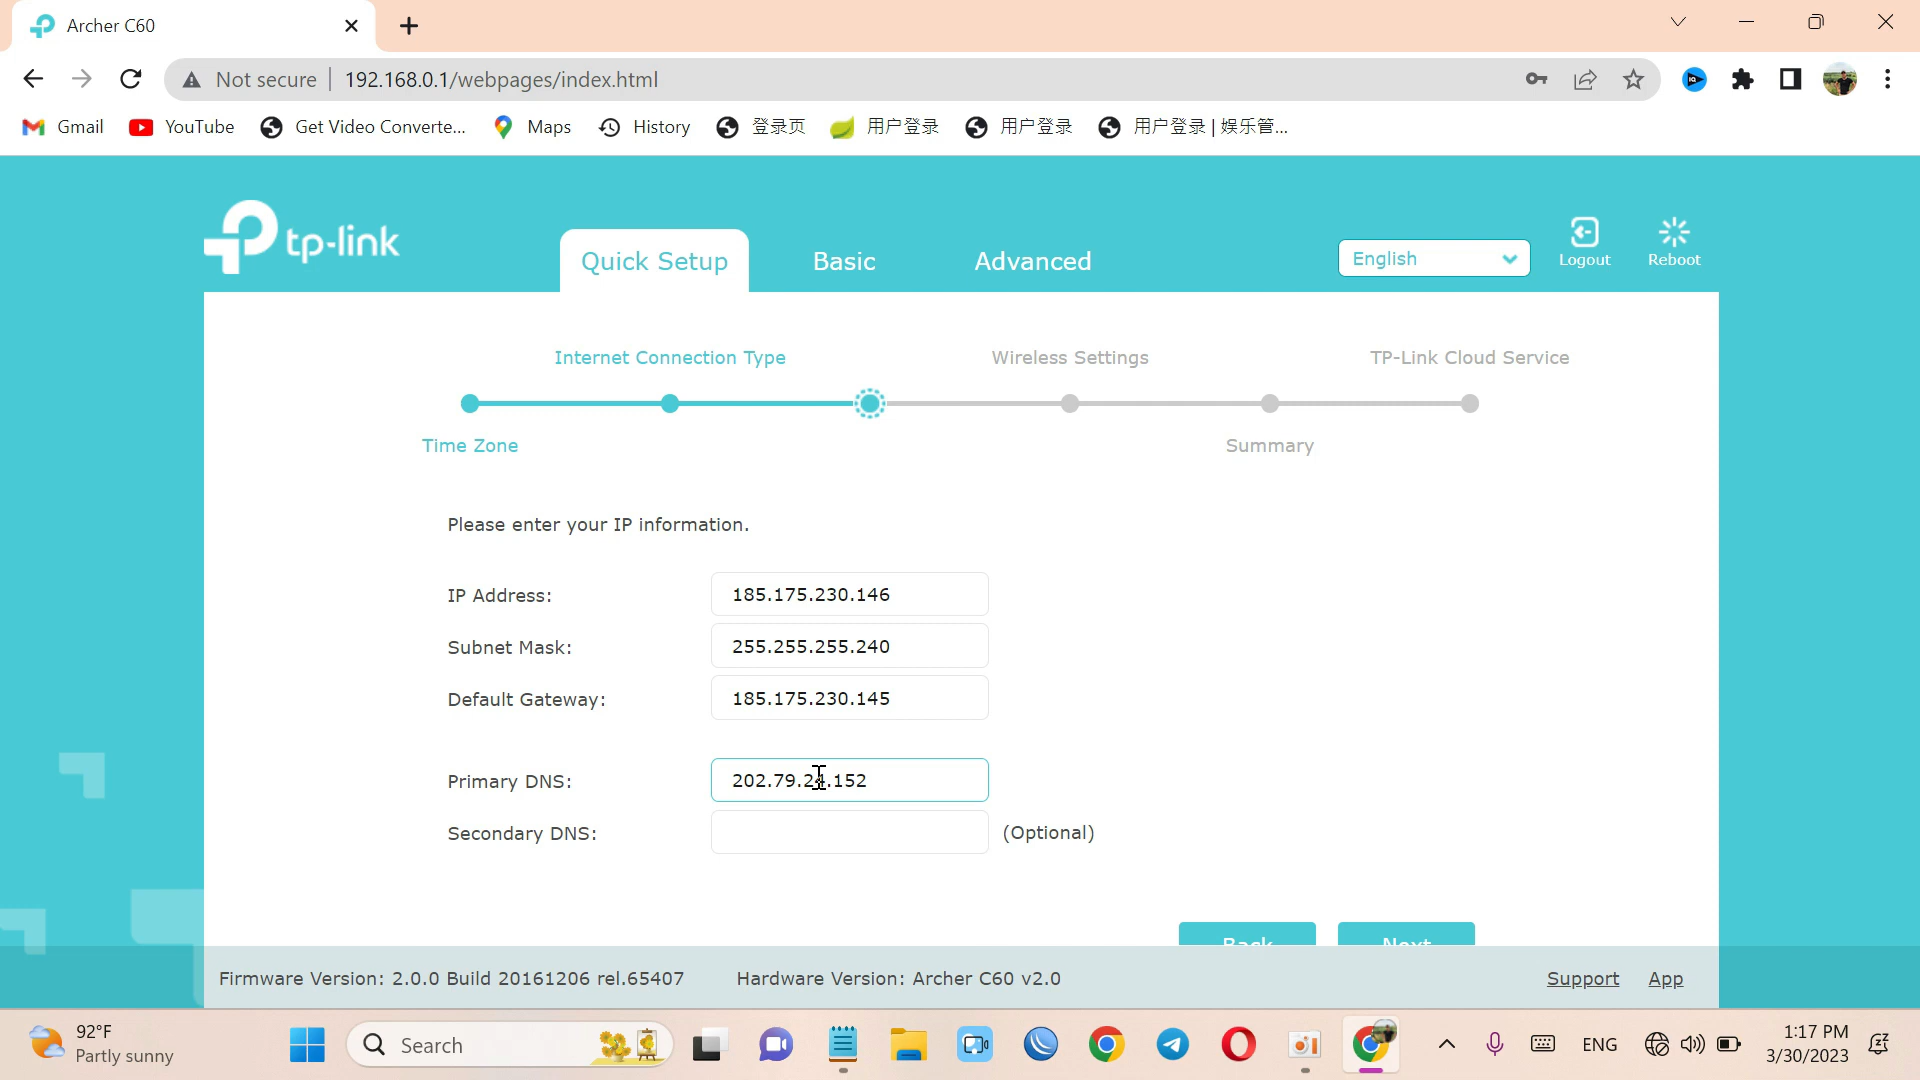 Archer C60
Not secure 192.168.0.1/webpages/index.html
Gmail YouTube Get Video Converte... Maps History 登录页 用户登录 用户登录 用户登录 | 娱乐管...
tp-link
Quick Setup Basic Advanced English Logout Reboot
Internet Connection Type Wireless Settings TP-Link Cloud Service
Time Zone Summary
Please enter your IP information.
IP Address: 185.175.230.146
Subnet Mask: 255.255.255.240
Default Gateway: 185.175.230.145
Primary DNS: 202.79.24.152
Secondary DNS: (Optional)
Back Next
Firmware Version: 2.0.0 Build 20161206 rel.65407 Hardware Version: Archer C60 v2.0 Support App
92°F
Partly sunny
Search
ENG
1:17 PM
3/30/2023